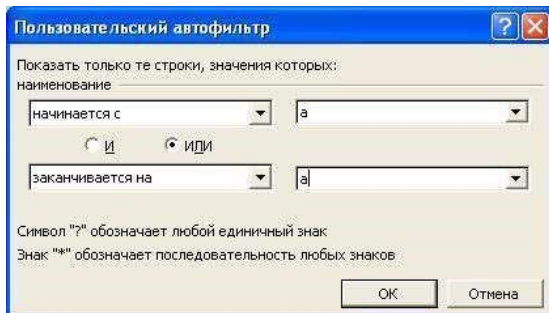 Пользовательский автофильтр
Показать только те строки, значения которых:
наименование
начинается с а
И ИЛИ
заканчивается на а
Символ "?" обозначает любой единичный знак
Знак "*" обозначает последовательность любых знаков
ОК Отмена